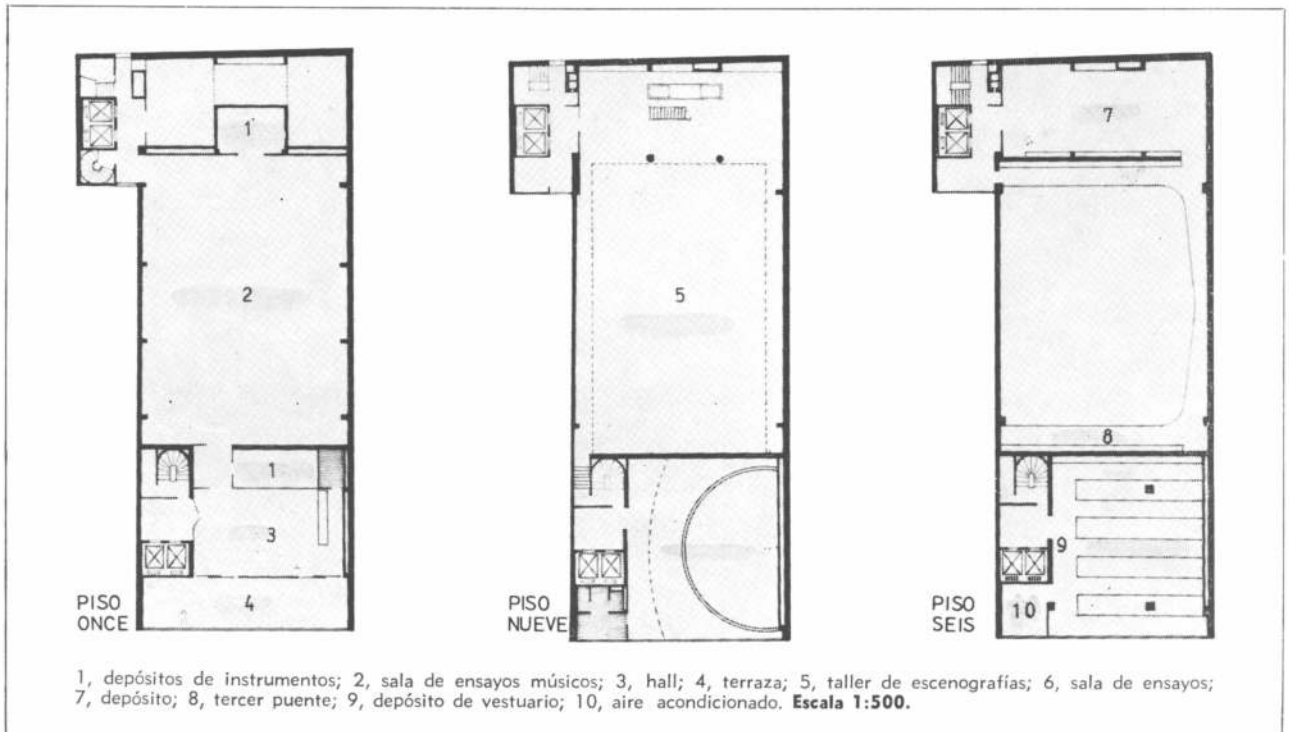 1
2
1
3
4
PISO
ONCE
5
PISO
NUEVE
7
8
9
10
PISO
SEIS
1, depósitos de instrumentos; 2, sala de ensayos músicos; 3, hall; 4, terraza; 5, taller de escenografías; 6, sala de ensayos;
7, depósito; 8, tercer puente; 9, depósito de vestuario; 10, aire acondicionado. Escala 1:500.